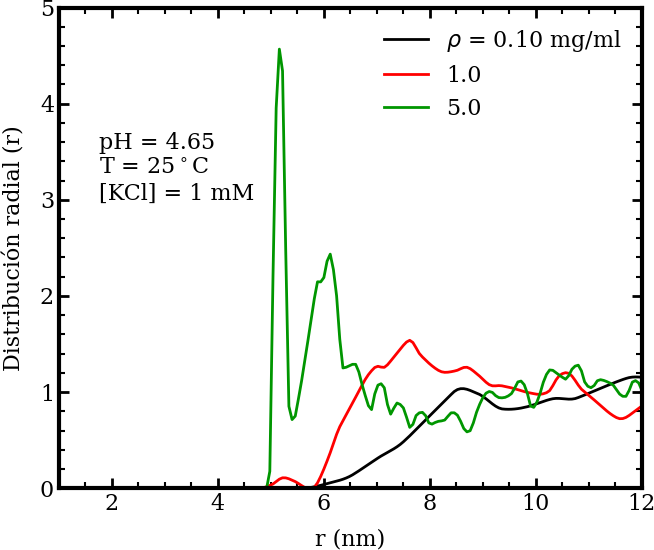 5
4
3
2
1
0
2
4
6
8
10
12
Distribución radial (r)
r (nm)
ρ = 0.10 mg/ml
1.0
5.0
pH = 4.65
T = 25°C
[KCl] = 1 mM